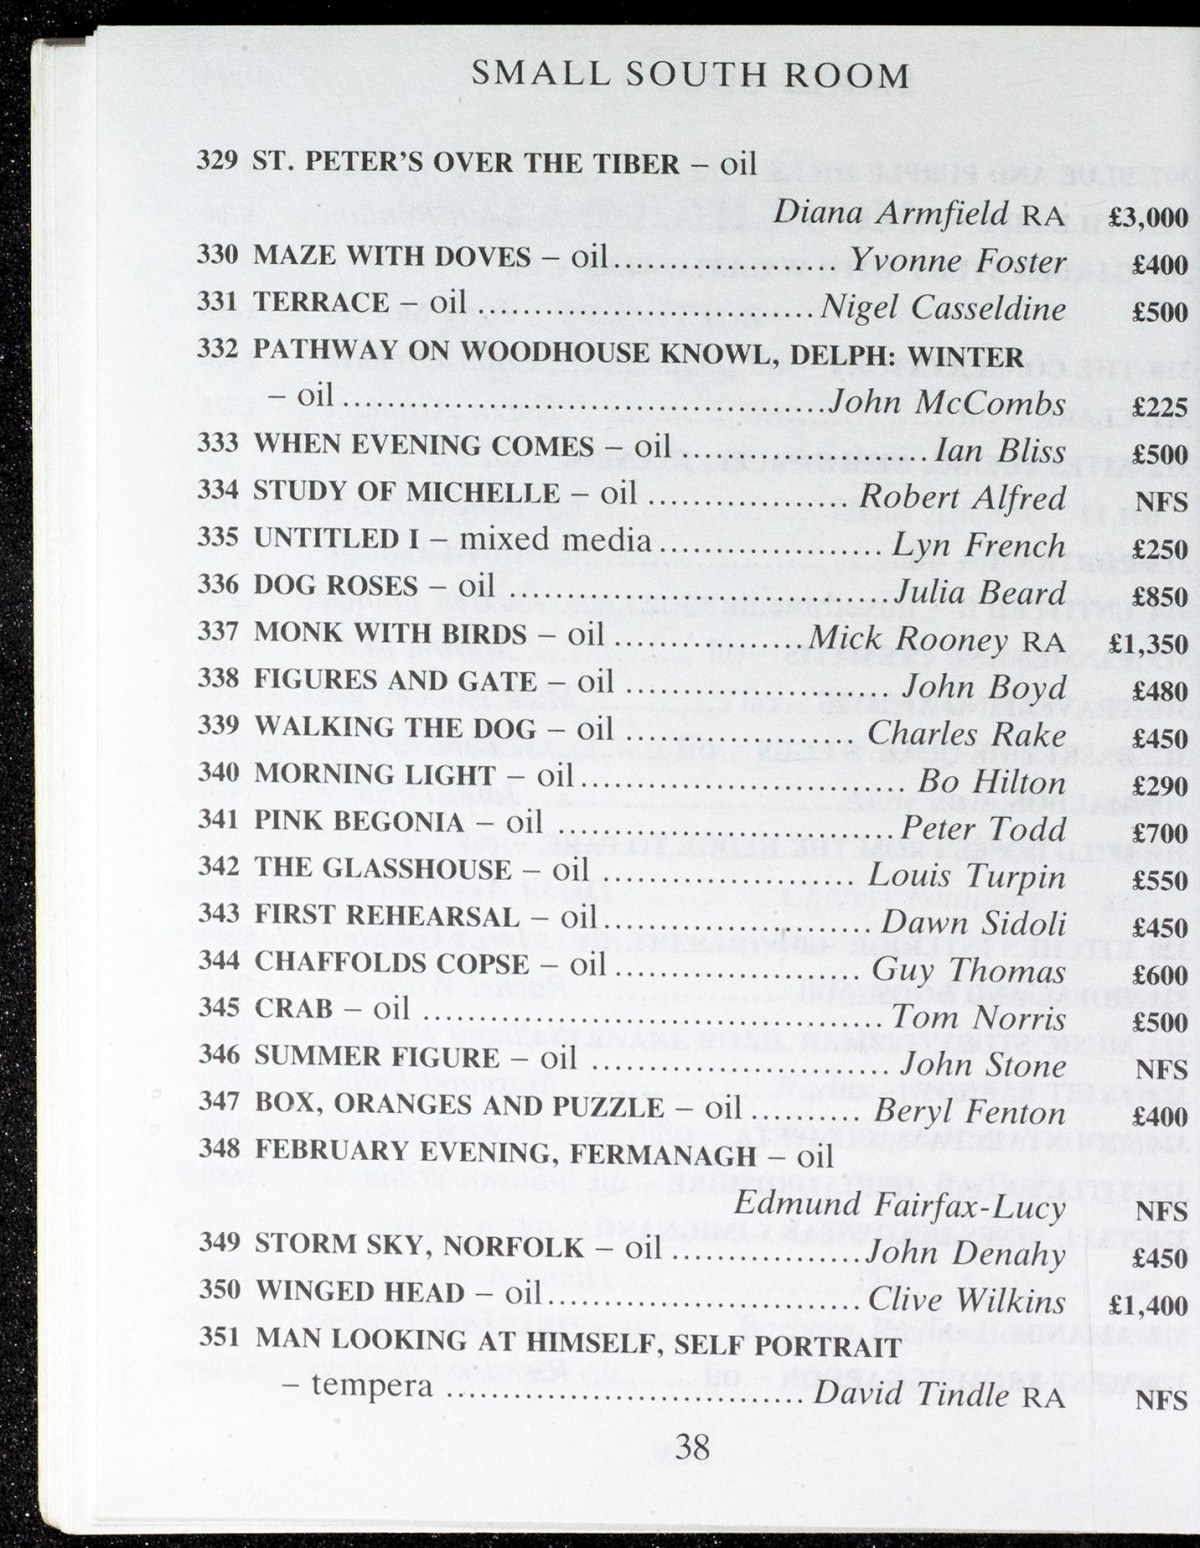 SMALL SOUTH ROOM
329 ST. PETER'S OVER THE TIBER – oil
Diana Armfield RA £3,000
330 MAZE WITH DOVES – oil.................... Yvonne Foster £400
331 TERRACE – oil .............................. Nigel Casseldine £500
332 PATHWAY ON WOODHOUSE KNOWL, DELPH: WINTER
– oil ...........................................John McCombs £225
333 WHEN EVENING COMES – oil ...................... Ian Bliss £500
334 STUDY OF MICHELLE – oil .................. Robert Alfred NFS
335 UNTITLED I – mixed media .................... Lyn French £250
336 DOG ROSES – oil ..................................Julia Beard £850
337 MONK WITH BIRDS – oil .................Mick Rooney RA £1,350
338 FIGURES AND GATE – oil ........................ John Boyd £480
339 WALKING THE DOG – oil ..................... Charles Rake £450
340 MORNING LIGHT – oil ............................. Bo Hilton £290
341 PINK BEGONIA – oil ..............................Peter Todd £700
342 THE GLASSHOUSE – oil ....................... Louis Turpin £550
343 FIRST REHEARSAL – oil........................ Dawn Sidoli £450
344 CHAFFOLDS COPSE – oil ...................... Guy Thomas £600
345 CRAB – oil ......................................... Tom Norris £500
346 SUMMER FIGURE – oil ........................... John Stone NFS
347 BOX, ORANGES AND PUZZLE – oil .......... Beryl Fenton £400
348 FEBRUARY EVENING, FERMANAGH – oil
Edmund Fairfax-Lucy NFS
349 STORM SKY, NORFOLK – oil .................John Denahy £450
350 WINGED HEAD – oil............................ Clive Wilkins £1,400
351 MAN LOOKING AT HIMSELF, SELF PORTRAIT
– tempera ................................ David Tindle RA NFS
38